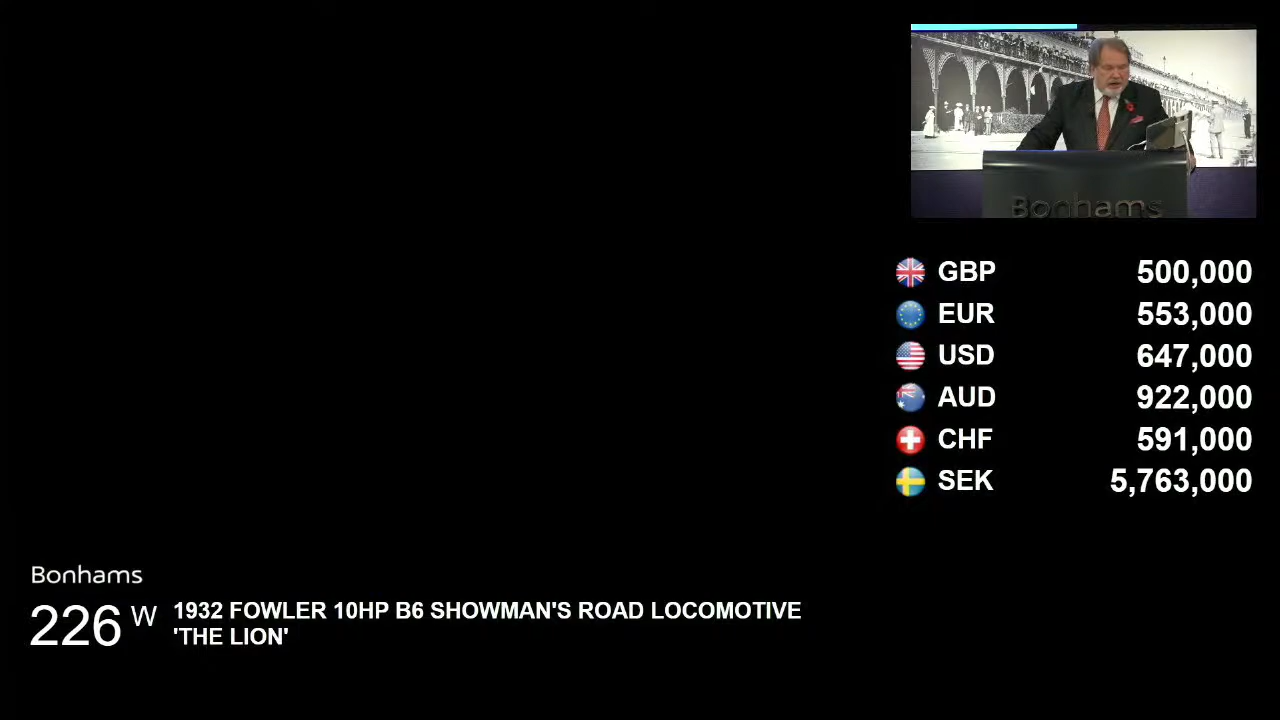 Bonhams
GBP 500,000
EUR 553,000
USD 647,000
AUD 922,000
CHF 591,000
SEK 5,763,000
Bonhams
226 W 1932 FOWLER 10HP B6 SHOWMAN'S ROAD LOCOMOTIVE
'THE LION'